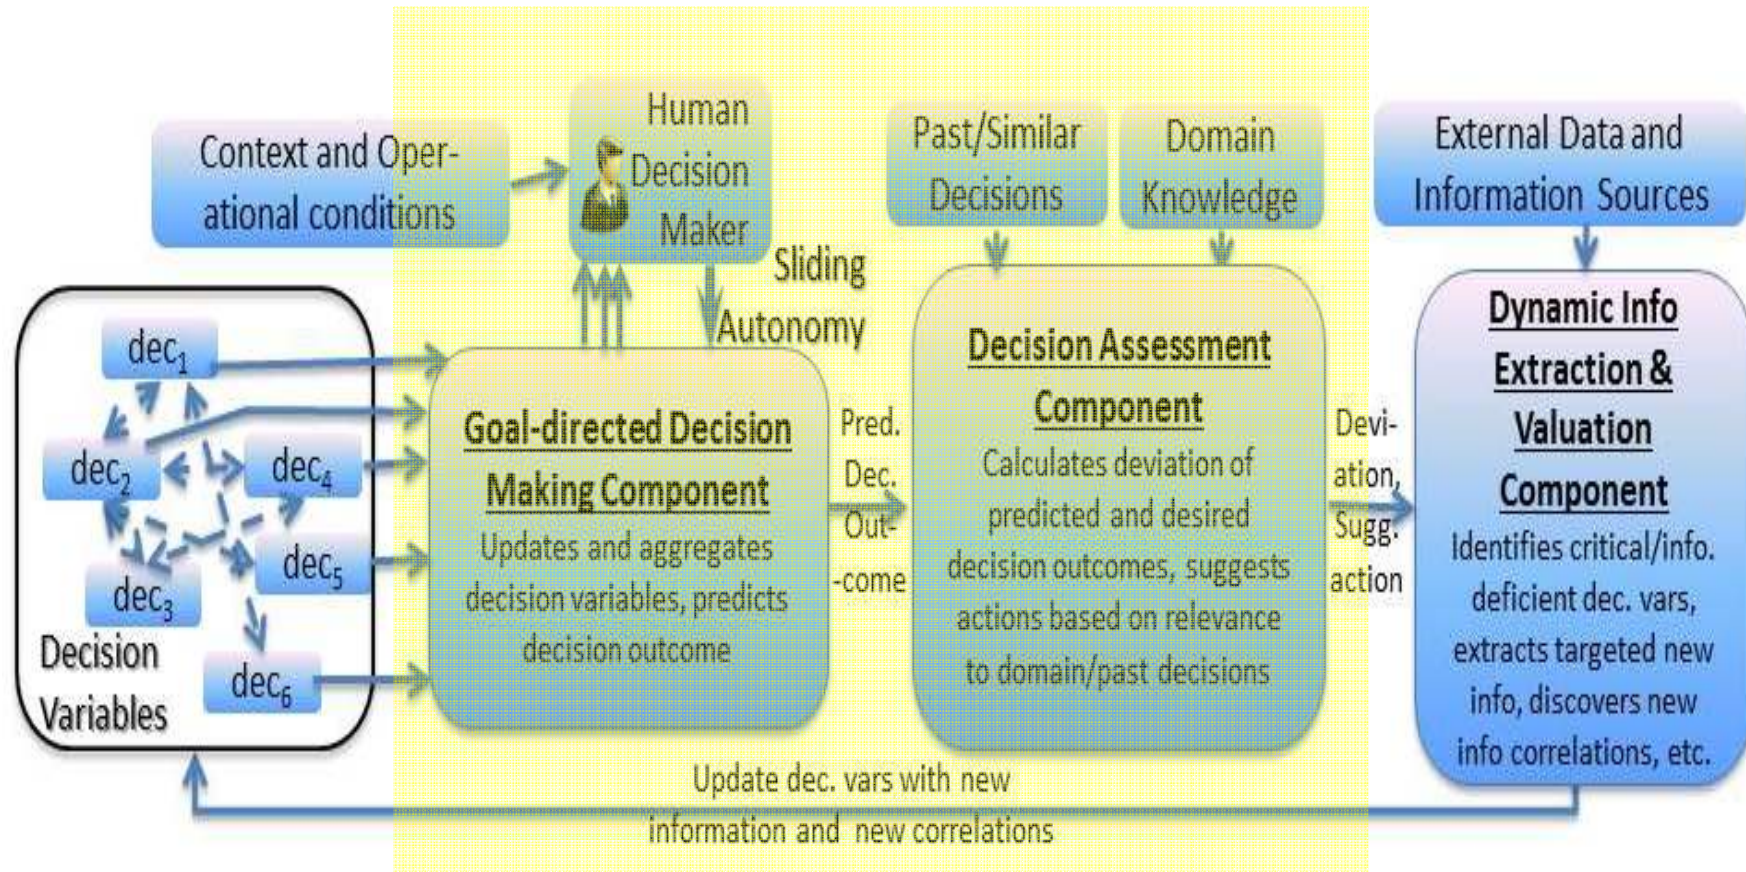 Context and Oper-
ational conditions
Human
Decision
Maker
Past/Similar
Decisions
Domain
Knowledge
External Data and
Information Sources
Sliding
Autonomy
dec1
dec2
dec3
dec4
dec5
dec6
Decision
Variables
Goal-directed Decision
Making Component
Updates and aggregates
decision variables, predicts
decision outcome
Pred.
Dec.
Out-
-come
Decision Assessment
Component
Calculates deviation of
predicted and desired
decision outcomes, suggests
actions based on relevance
to domain/past decisions
Devi-
ation,
Sugg.
action
Dynamic Info
Extraction &
Valuation
Component
Identifies critical/info.
deficient dec. vars,
extracts targeted new
info, discovers new
info correlations, etc.
Update dec. vars with new
information and new correlations